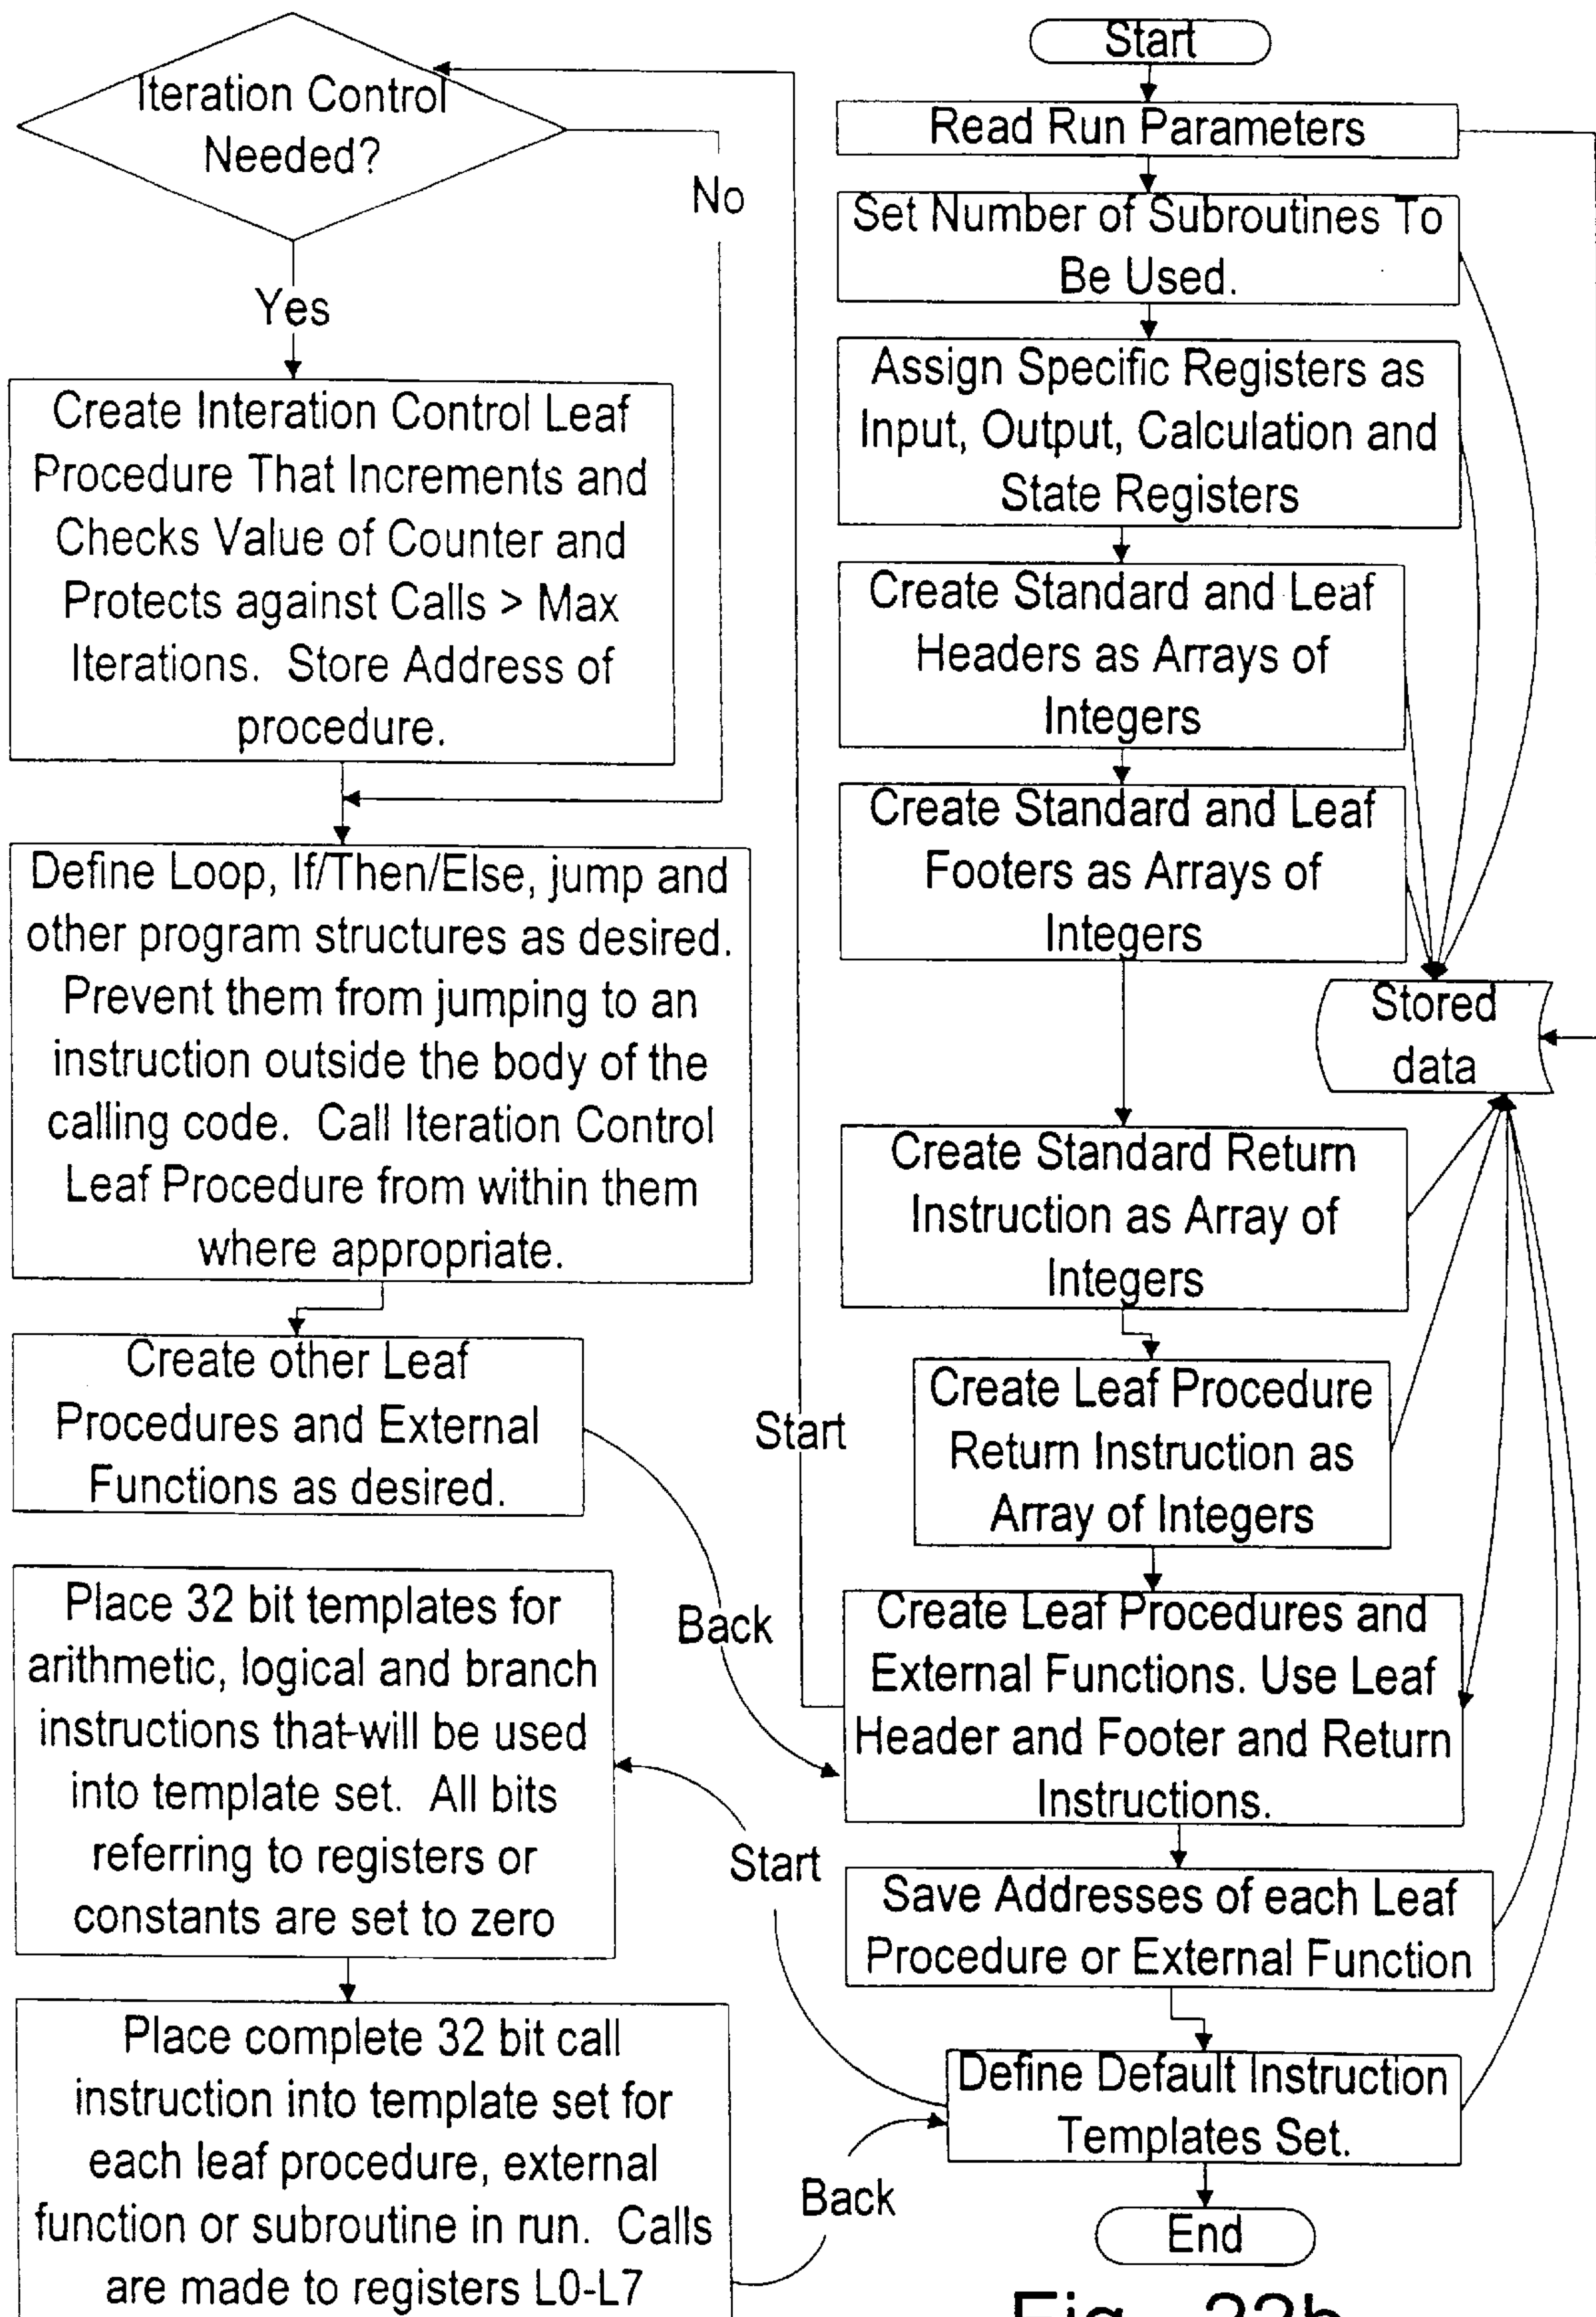 Start
Read Run Parameters
Set Number of Subroutines To
Be Used.
Assign Specific Registers as
Input, Output, Calculation and
State Registers
Create Standard and Leaf
Headers as Arrays of
Integers
Create Standard and Leaf
Footers as Arrays of
Integers
Stored
data
Create Standard Return
Instruction as Array of
Integers
Create Leaf Procedure
Return Instruction as
Array of Integers
Create Leaf Procedures and
External Functions. Use Leaf
Header and Footer and Return
Instructions.
Save Addresses of each Leaf
Procedure or External Function
Define Default Instruction
Templates Set.
End
Start
Iteration Control
Needed?
No
Yes
Create Interation Control Leaf
Procedure That Increments and
Checks Value of Counter and
Protects against Calls > Max
Iterations. Store Address of
procedure.
Define Loop, If/Then/Else, jump and
other program structures as desired.
Prevent them from jumping to an
instruction outside the body of the
calling code. Call Iteration Control
Leaf Procedure from within them
where appropriate.
Create other Leaf
Procedures and External
Functions as desired.
Back
Start
Place 32 bit templates for
arithmetic, logical and branch
instructions that will be used
into template set. All bits
referring to registers or
constants are set to zero
Place complete 32 bit call
instruction into template set for
each leaf procedure, external
function or subroutine in run. Calls
are made to registers L0-L7
Back